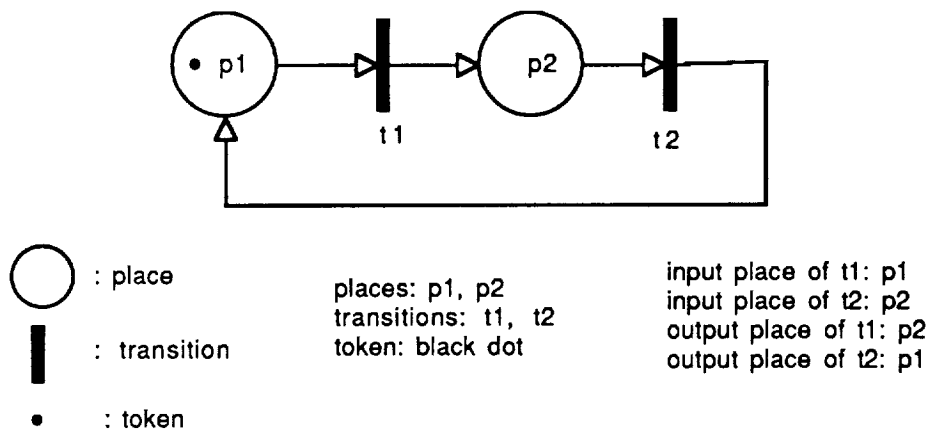 p1
p2
t1
t2
: place
: transition
: token
places: p1, p2
transitions: t1, t2
token: black dot
input place of t1: p1
input place of t2: p2
output place of t1: p2
output place of t2: p1